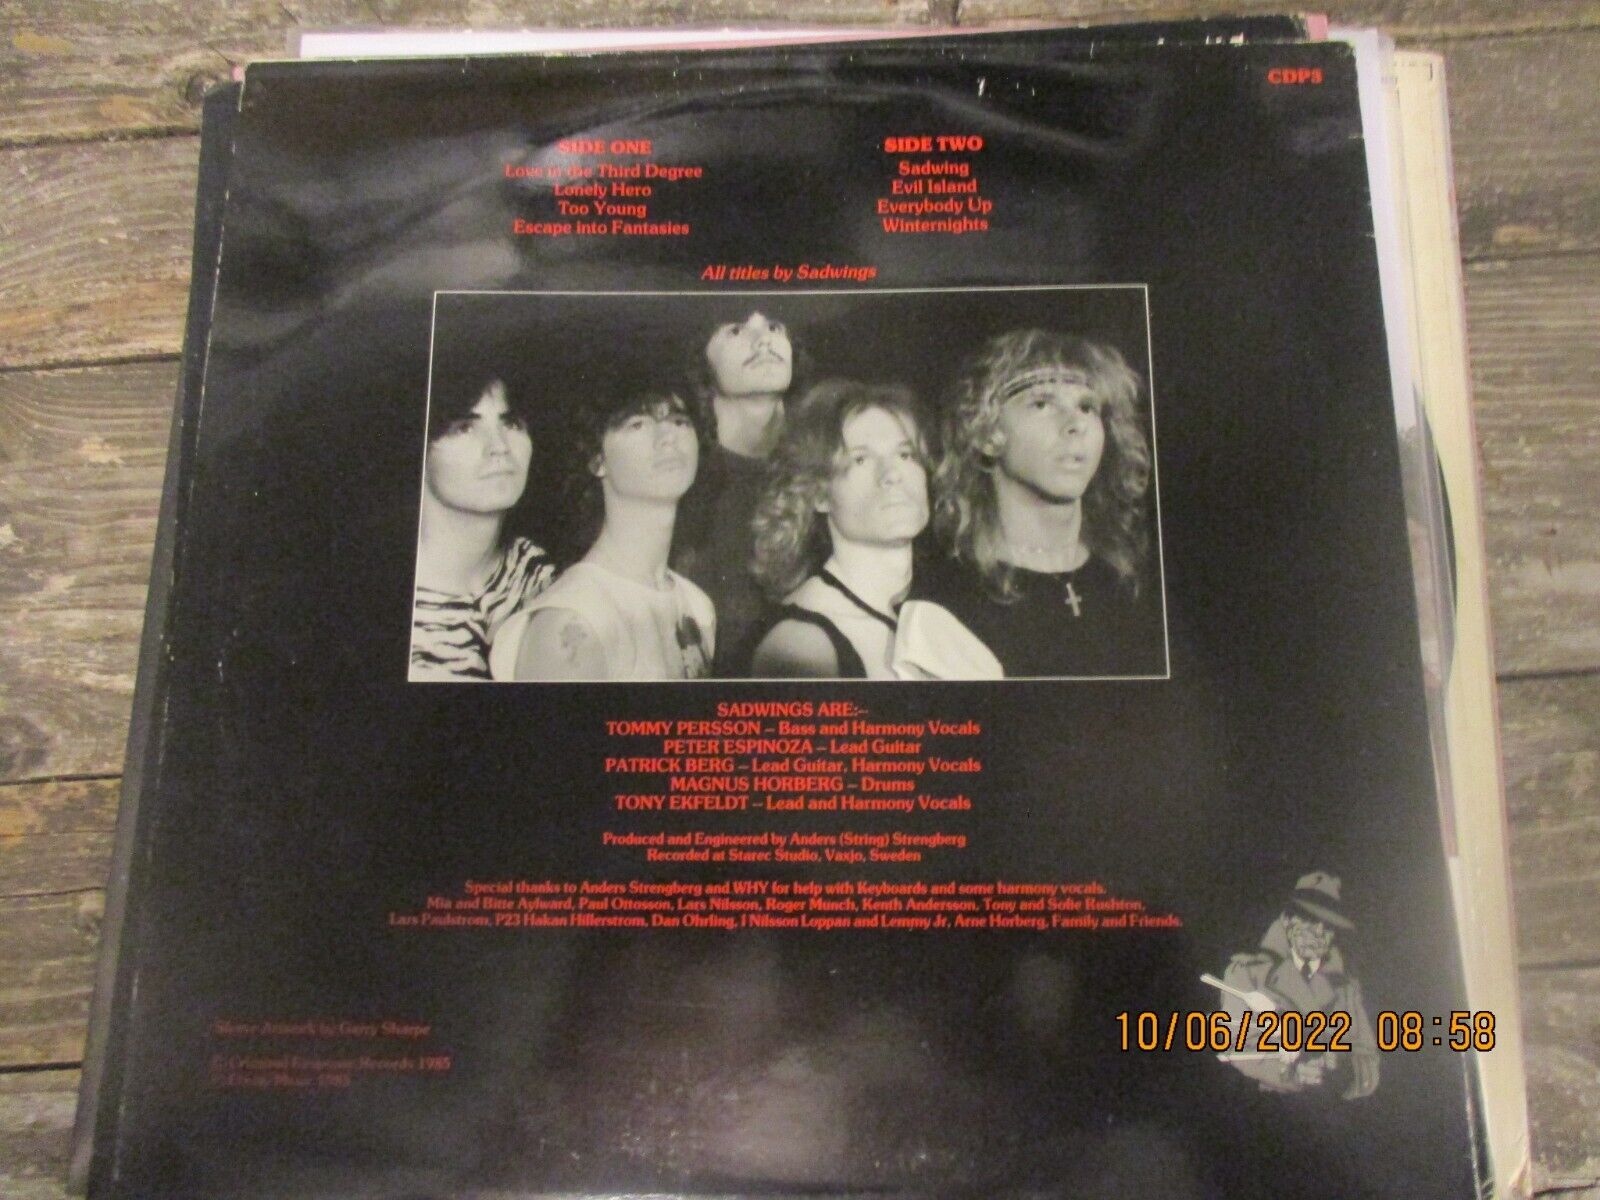 CDP5
SIDE ONE
Love in the Third Degree
Lonely Hero
Too Young
Escape into Fantasies
SIDE TWO
Sadwing
Evil Island
Everybody Up
Winternights
All titles by Sadwings
SADWINGS ARE:–
TOMMY PERSSON – Bass and Harmony Vocals
PETER ESPINOZA – Lead Guitar
PATRICK BERG – Lead Guitar, Harmony Vocals
MAGNUS HORBERG – Drums
TONY EKFELDT – Lead and Harmony Vocals
Produced and Engineered by Anders (String) Strengberg
Recorded at Starec Studio, Vaxjo, Sweden
Special thanks to Anders Strengberg and WHY for help with Keyboards and some harmony vocals.
Mia and Bitte Aylward, Paul Ottosson, Lars Nilsson, Roger Munch, Kenth Andersson, Tony and Sofie Rushton,
Lars Paulstrom, P23 Hakan Hillerstrom, Dan Ohrling, J Nilsson Loppan and Lemmy Jr, Arne Horberg, Family and Friends.
Sleeve Artwork by Garry Sharpe
Records 1985
Music 1985
10/06/2022 08:58